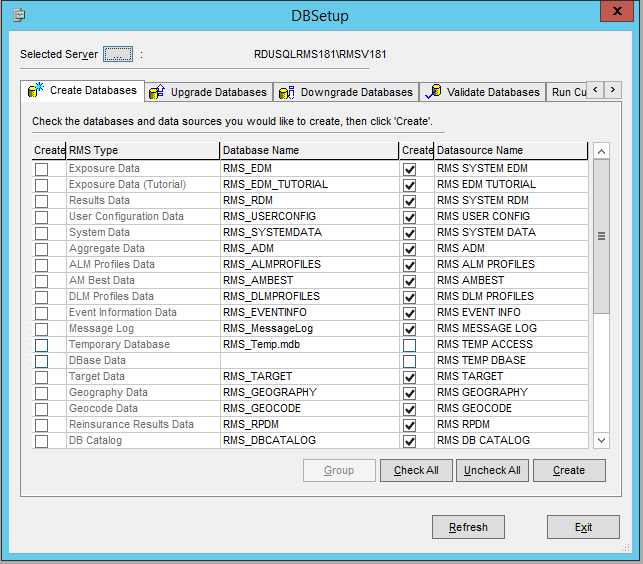 DBSetup
Selected Server ... : RDUSQLRMS181\RMSV181
Create Databases Upgrade Databases Downgrade Databases Validate Databases Run Cu
Check the databases and data sources you would like to create, then click 'Create'.
Create RMS Type Database Name Create Datasource Name
Exposure Data RMS_EDM RMS SYSTEM EDM
Exposure Data (Tutorial) RMS_EDM_TUTORIAL RMS EDM TUTORIAL
Results Data RMS_RDM RMS SYSTEM RDM
User Configuration Data RMS_USERCONFIG RMS USER CONFIG
System Data RMS_SYSTEMDATA RMS SYSTEM DATA
Aggregate Data RMS_ADM RMS ADM
ALM Profiles Data RMS_ALMPROFILES RMS ALM PROFILES
AM Best Data RMS_AMBEST RMS AMBEST
DLM Profiles Data RMS_DLMPROFILES RMS DLM PROFILES
Event Information Data RMS_EVENTINFO RMS EVENT INFO
Message Log RMS_MessageLog RMS MESSAGE LOG
Temporary Database RMS_Temp.mdb RMS TEMP ACCESS
DBase Data RMS TEMP DBASE
Target Data RMS_TARGET RMS TARGET
Geography Data RMS_GEOGRAPHY RMS GEOGRAPHY
Geocode Data RMS_GEOCODE RMS GEOCODE
Reinsurance Results Data RMS_RPDM RMS RPDM
DB Catalog RMS_DBCATALOG RMS DB CATALOG
Group Check All Uncheck All Create
Refresh Exit